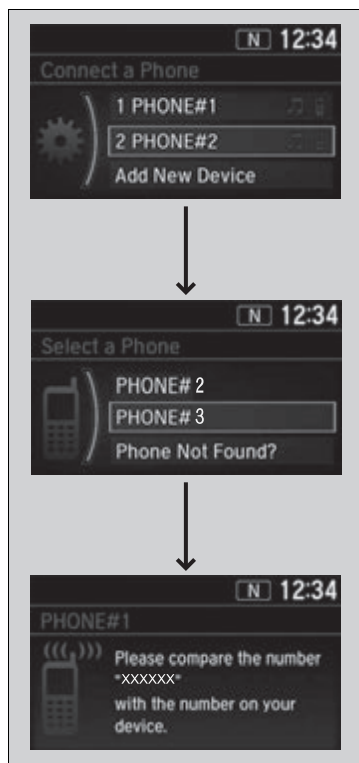 N 12:34
Connect a Phone
1 PHONE#1
2 PHONE#2
Add New Device
N 12:34
Select a Phone
PHONE# 2
PHONE# 3
Phone Not Found?
N 12:34
PHONE#1
Please compare the number
"XXXXXX"
with the number on your
device.